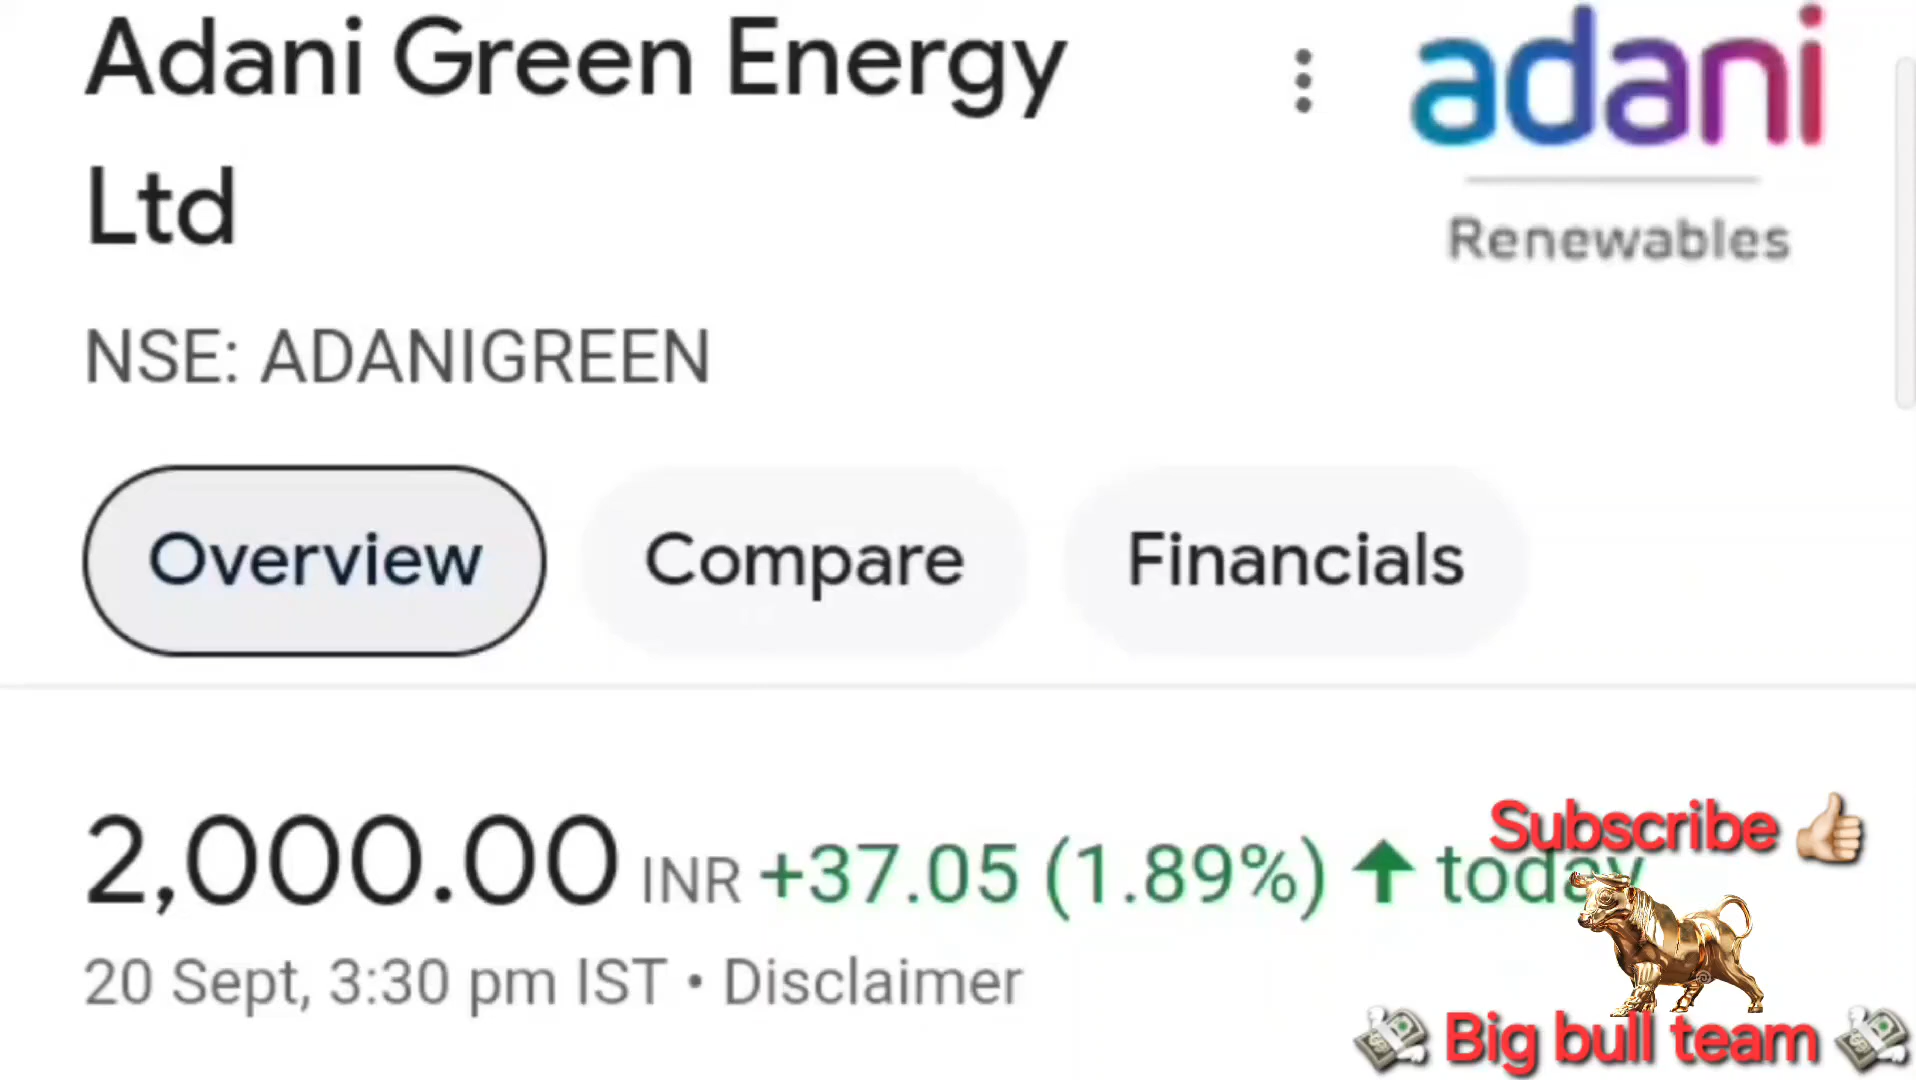 Adani Green Energy
Ltd
adani
Renewables
NSE: ADANIGREEN
Overview
Compare
Financials
2,000.00 INR +37.05 (1.89%) ↑ today
20 Sept, 3:30 pm IST • Disclaimer
Subscribe 👍🏻
💸 Big bull team 💸